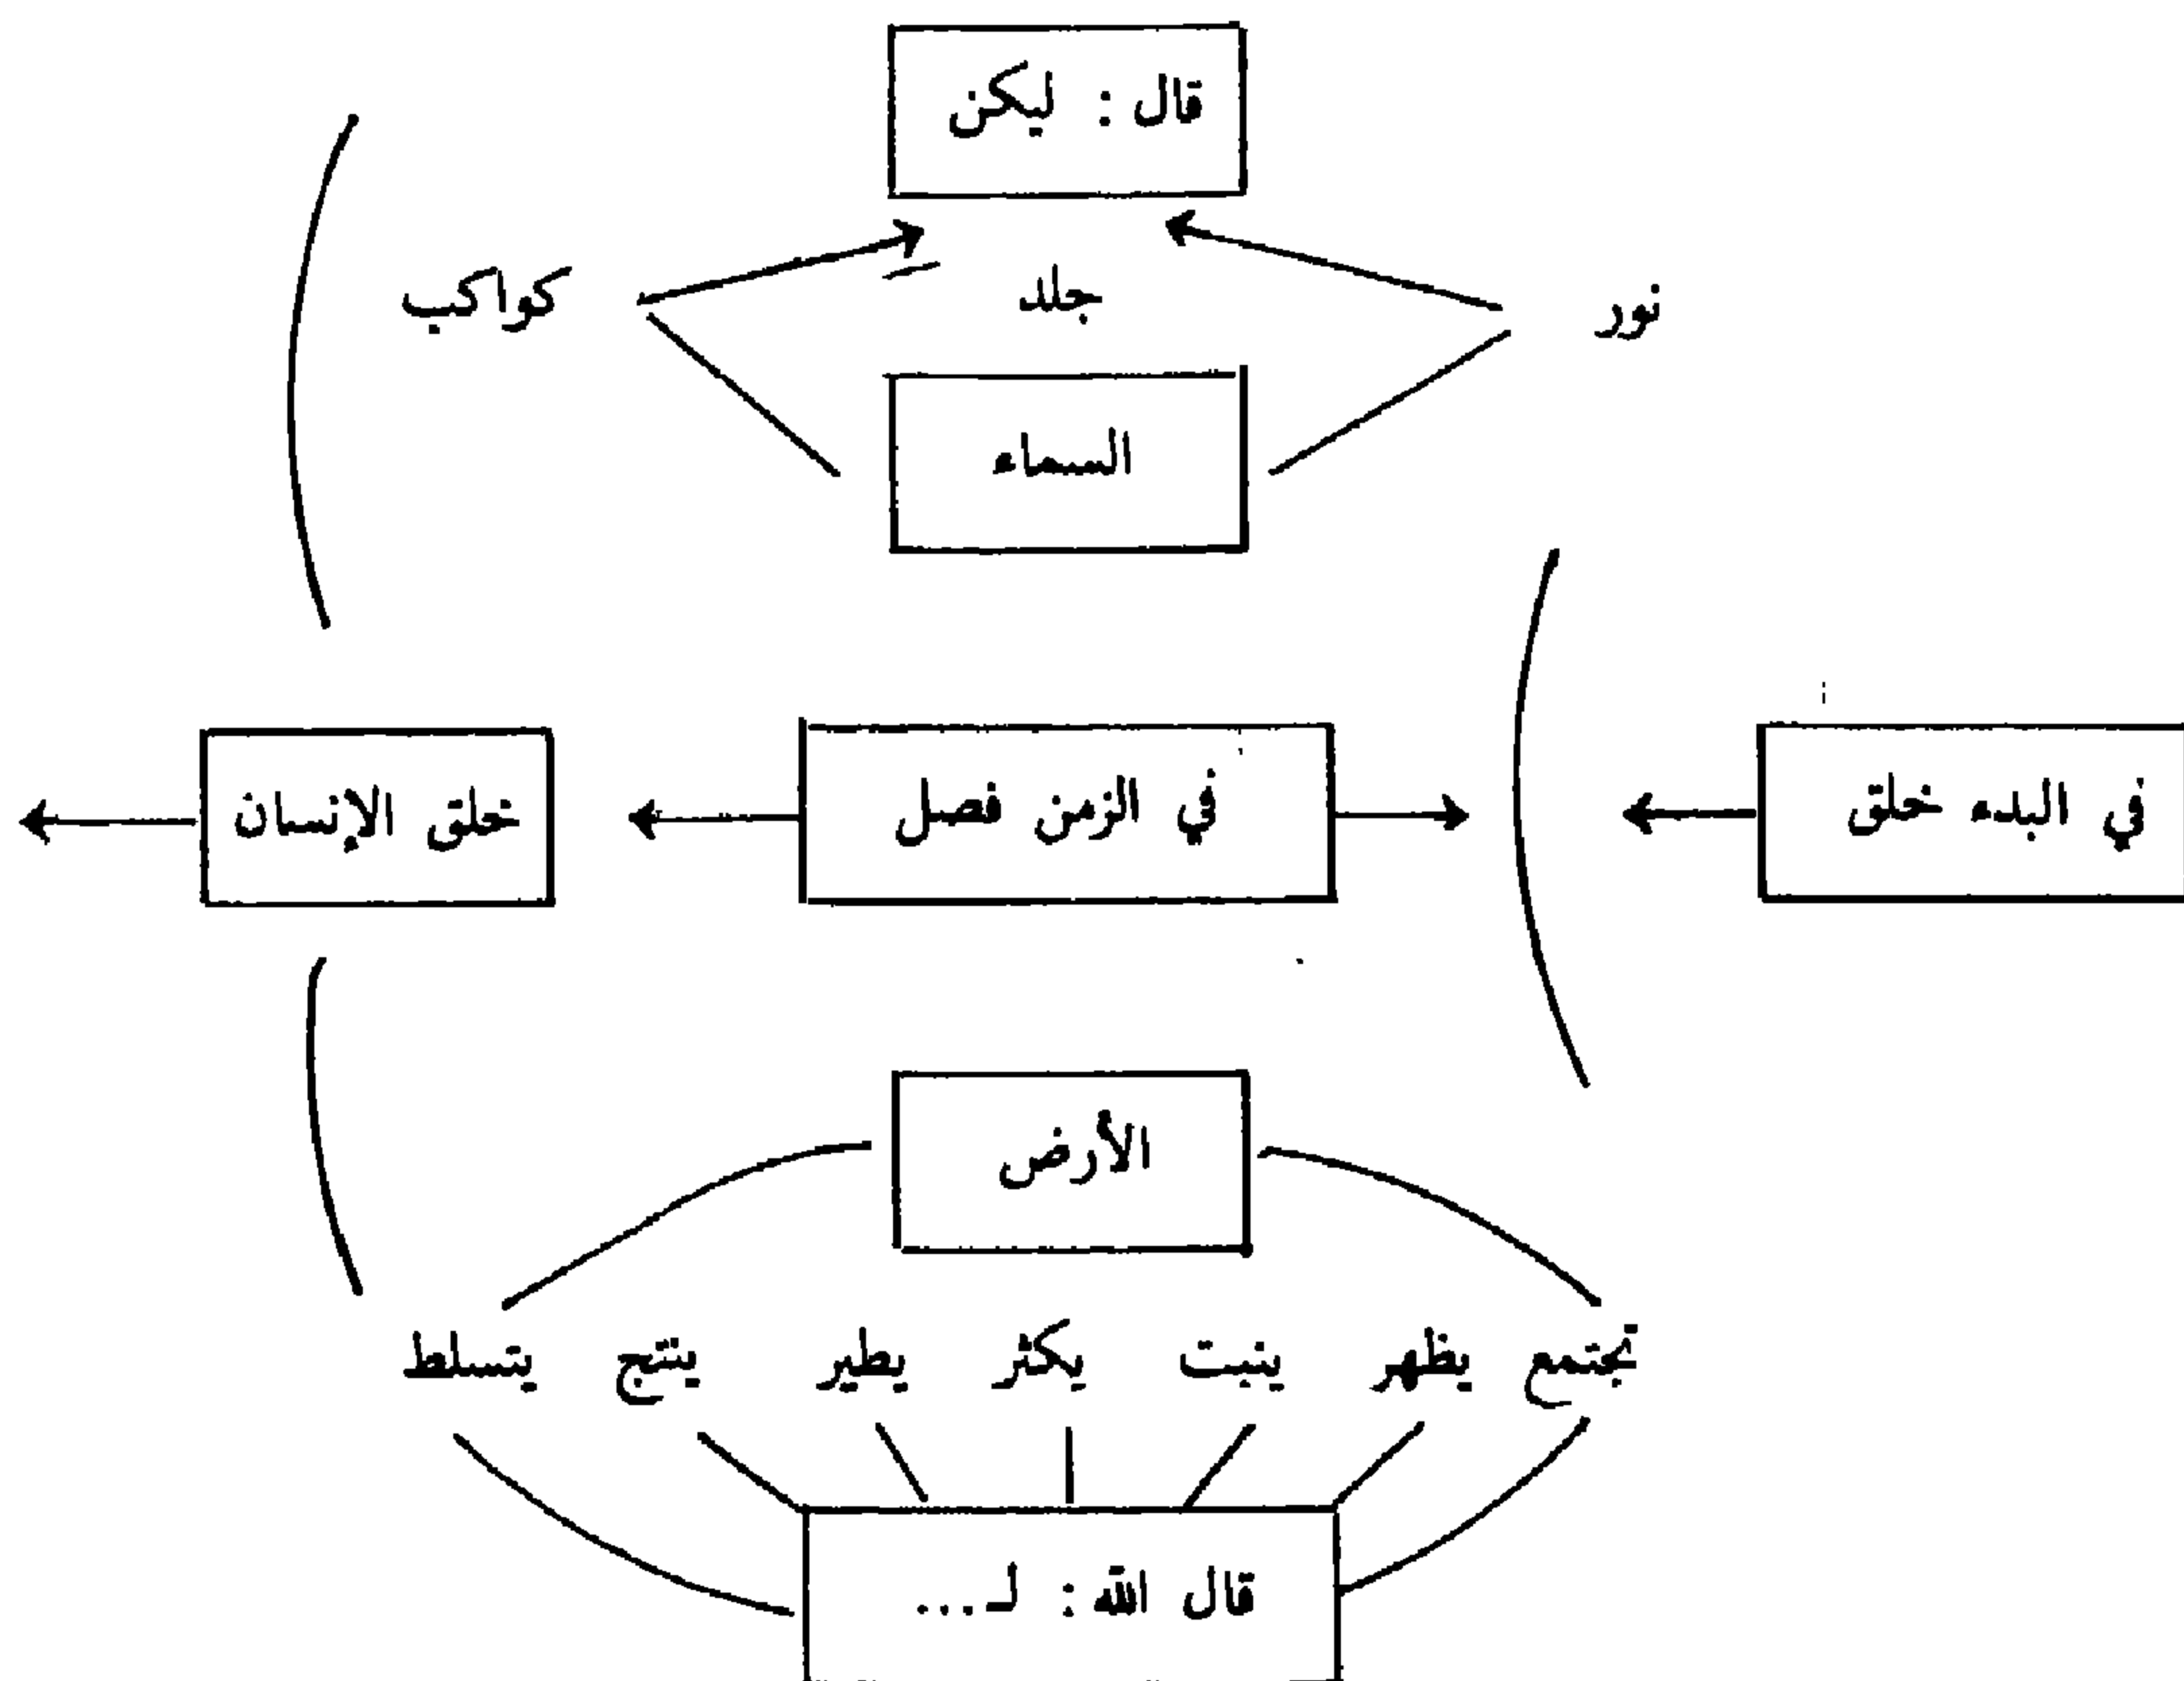 قال : ليكن
نور جلد كواكب
السماء
في البدء خلق في الزمن فصل خلق الإنسان
الأرض
تجتمع يظهر ينبت يكثر يطير ينتج يتسلط
قال الله : لـ...